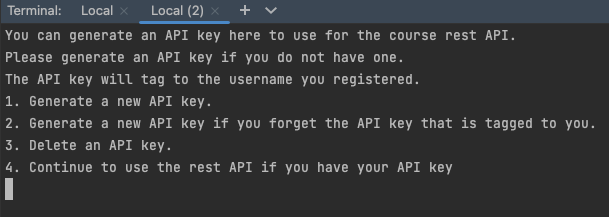 Terminal: Local × Local (2) × +
You can generate an API key here to use for the course rest API.
Please generate an API key if you do not have one.
The API key will tag to the username you registered.
1. Generate a new API key.
2. Generate a new API key if you forget the API key that is tagged to you.
3. Delete an API key.
4. Continue to use the rest API if you have your API key